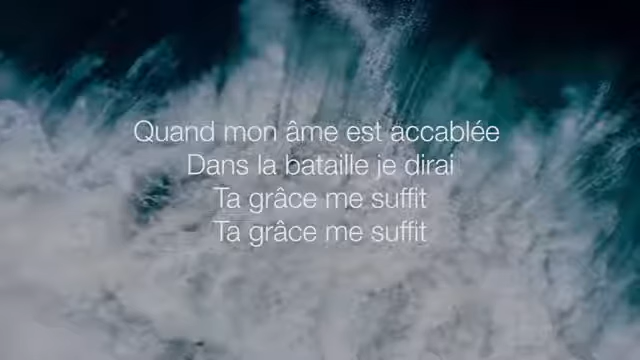 Quand mon âme est accablée
Dans la bataille je dirai
Ta grâce me suffit
Ta grâce me suffit